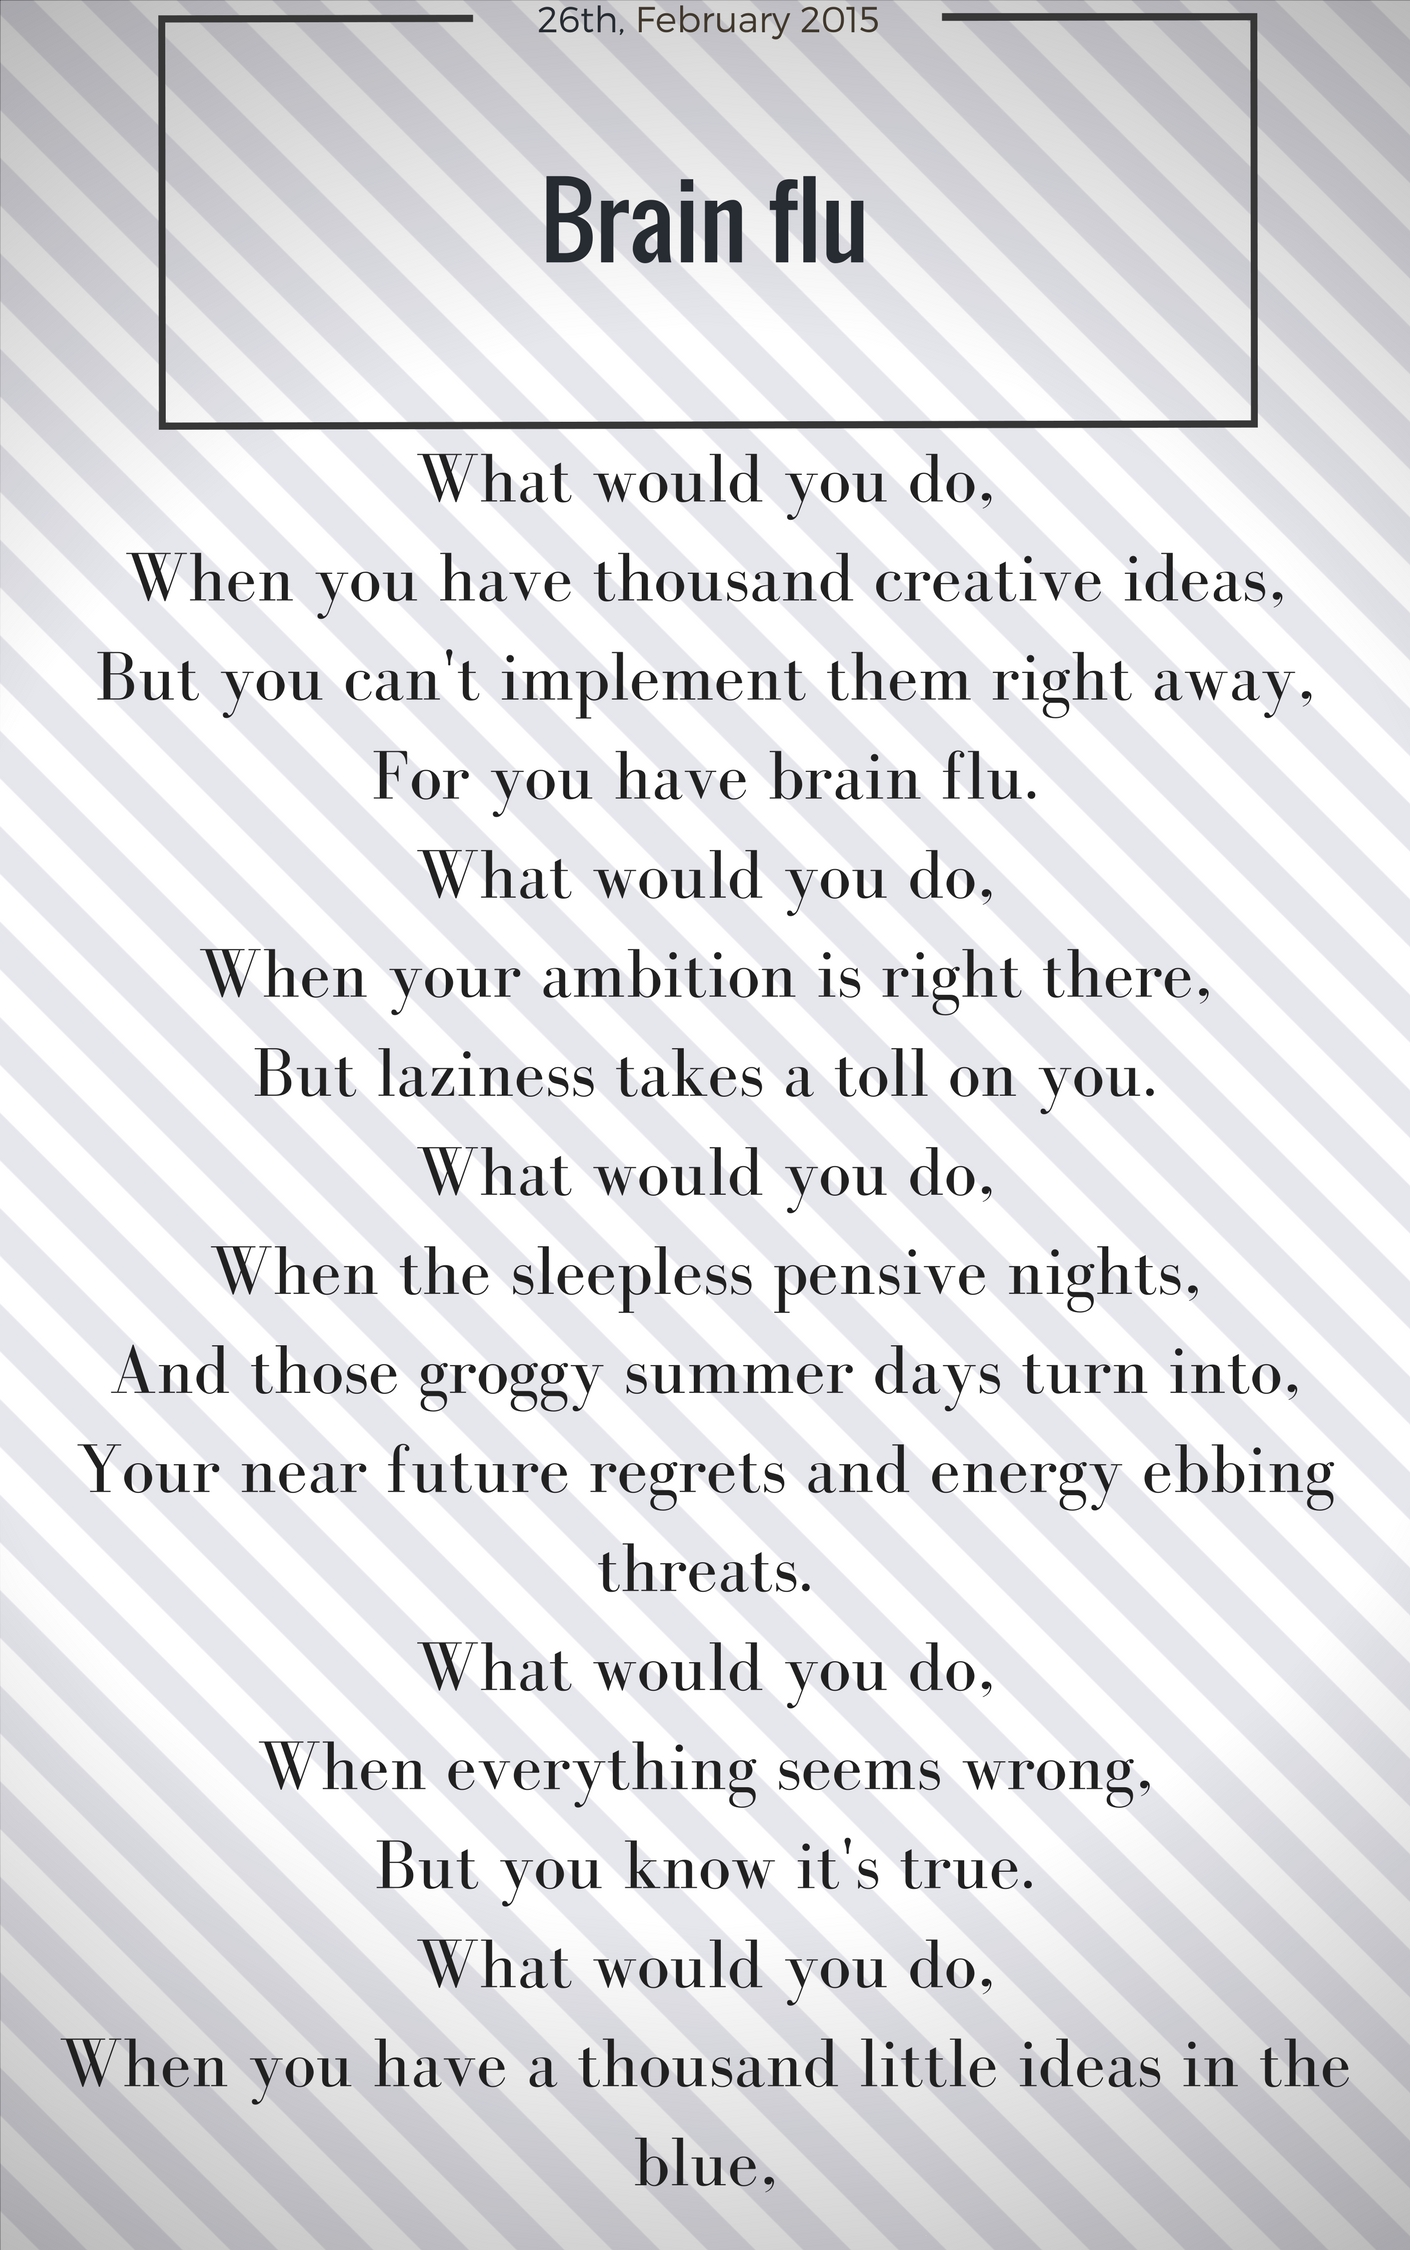 26th, February 2015
Brain flu
What would you do,
When you have thousand creative ideas,
But you can't implement them right away,
For you have brain flu.
What would you do,
When your ambition is right there,
But laziness takes a toll on you.
What would you do,
When the sleepless pensive nights,
And those groggy summer days turn into,
Your near future regrets and energy ebbing
threats.
What would you do,
When everything seems wrong,
But you know it's true.
What would you do,
When you have a thousand little ideas in the
blue,